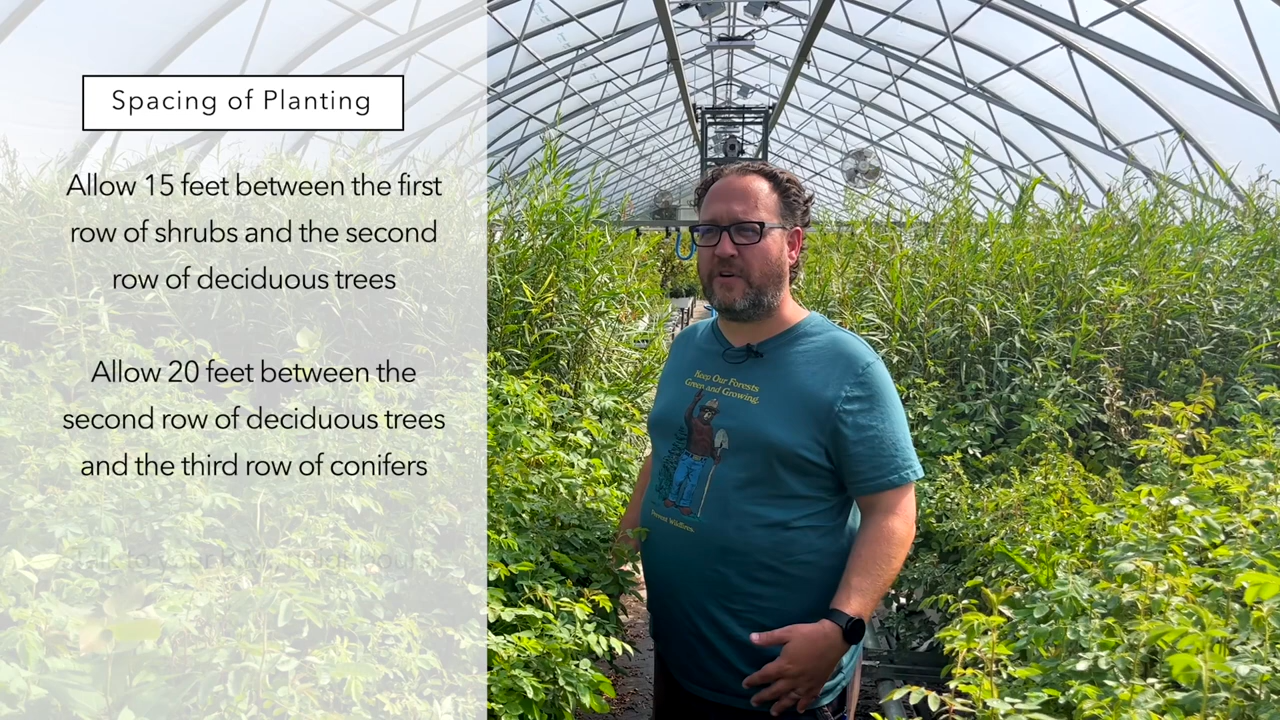 Spacing of Planting
Allow 15 feet between the first
row of shrubs and the second
row of deciduous trees
Allow 20 feet between the
second row of deciduous trees
and the third row of conifers
Keep Our Forests
Green and Growing.
Prevent Wildfires.